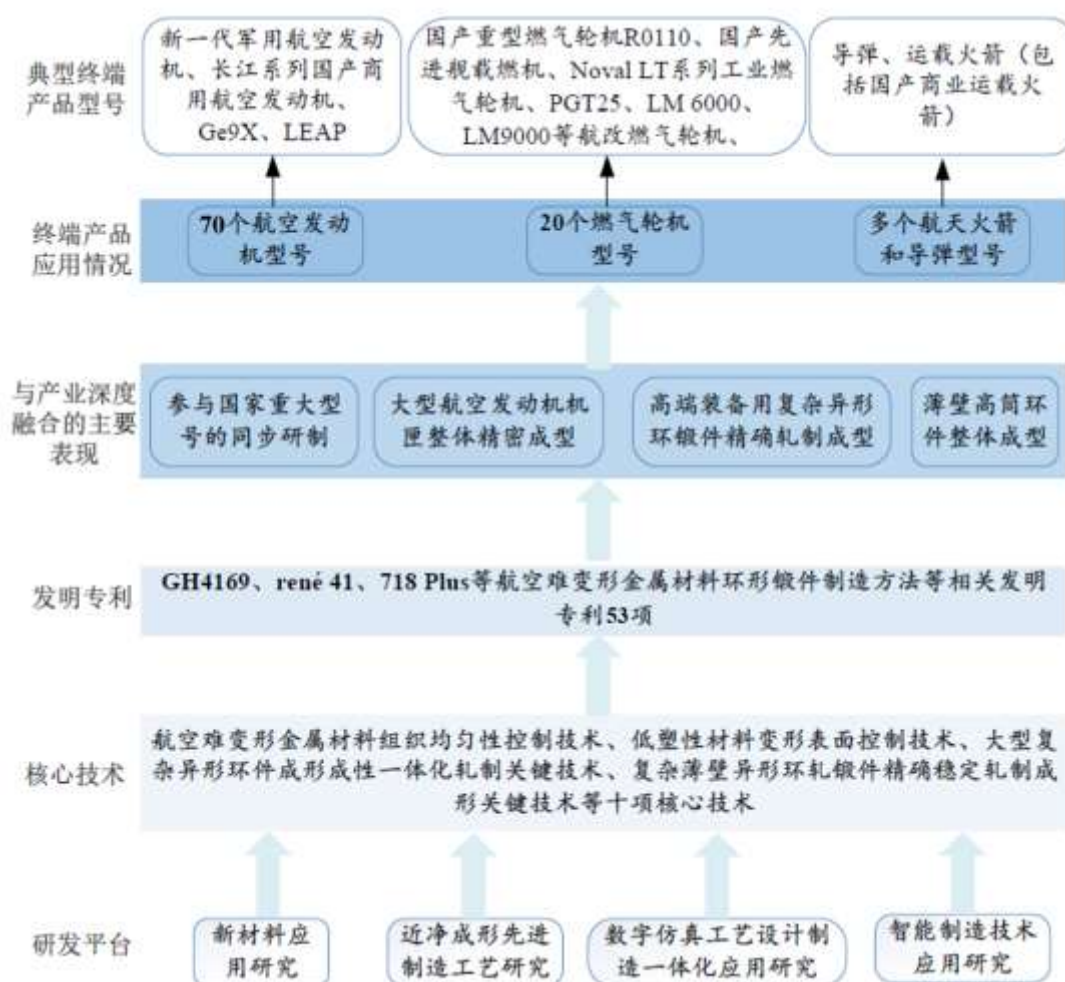 典型终端
产品型号
新一代军用航空发动
机、长江系列国产商
用航空发动机、
Ge9X、LEAP
国产重型燃气轮机R0110、国产先
进舰载燃机、Noval LT系列工业燃
气轮机、PGT25、LM 6000、
LM9000等航改燃气轮机、
导弹、运载火箭（包
括国产商业运载火
箭）
终端产品
应用情况
70个航空发动
机型号
20个燃气轮机
型号
多个航天火箭
和导弹型号
与产业深度
融合的主要
表现
参与国家重大型
号的同步研制
大型航空发动机机
匣整体精密成型
高端装备用复杂异形
环锻件精确轧制成型
薄壁高筒环
件整体成型
发明专利
GH4169、rené 41、718 Plus等航空难变形金属材料环形锻件制造方法等相关发明
专利53项
核心技术
航空难变形金属材料组织均匀性控制技术、低塑性材料变形表面控制技术、大型复
杂异形环件成形成性一体化轧制关键技术、复杂薄壁异形环轧锻件精确稳定轧制成
形关键技术等十项核心技术
研发平台
新材料应
用研究
近净成形先进
制造工艺研究
数字仿真工艺设计制
造一体化应用研究
智能制造技术
应用研究